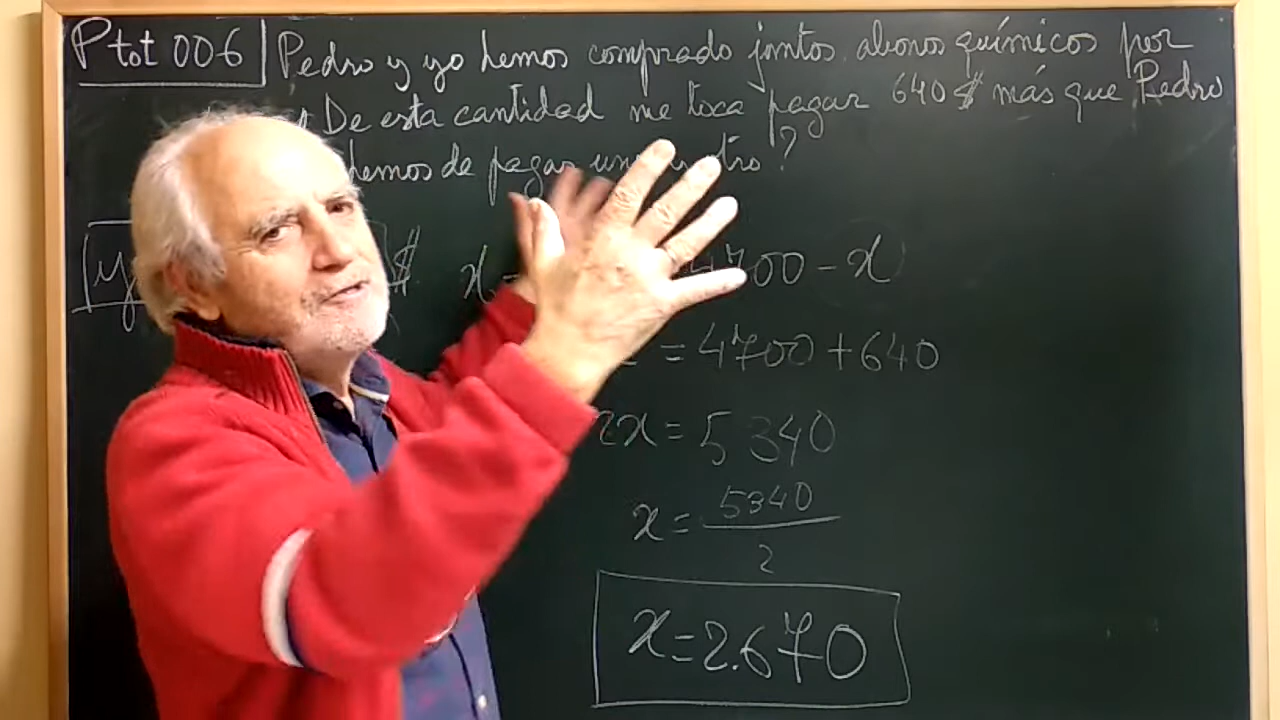 Ptot 006 Pedro y yo hemos comprado juntos abonos químicos por
De esta cantidad me toca pagar 640 $ más que Pedro
hemos de pagar ?
y $ x - 4700 - x
= 4700 + 640
2x = 5340
x = 5340 / 2
x = 2.670